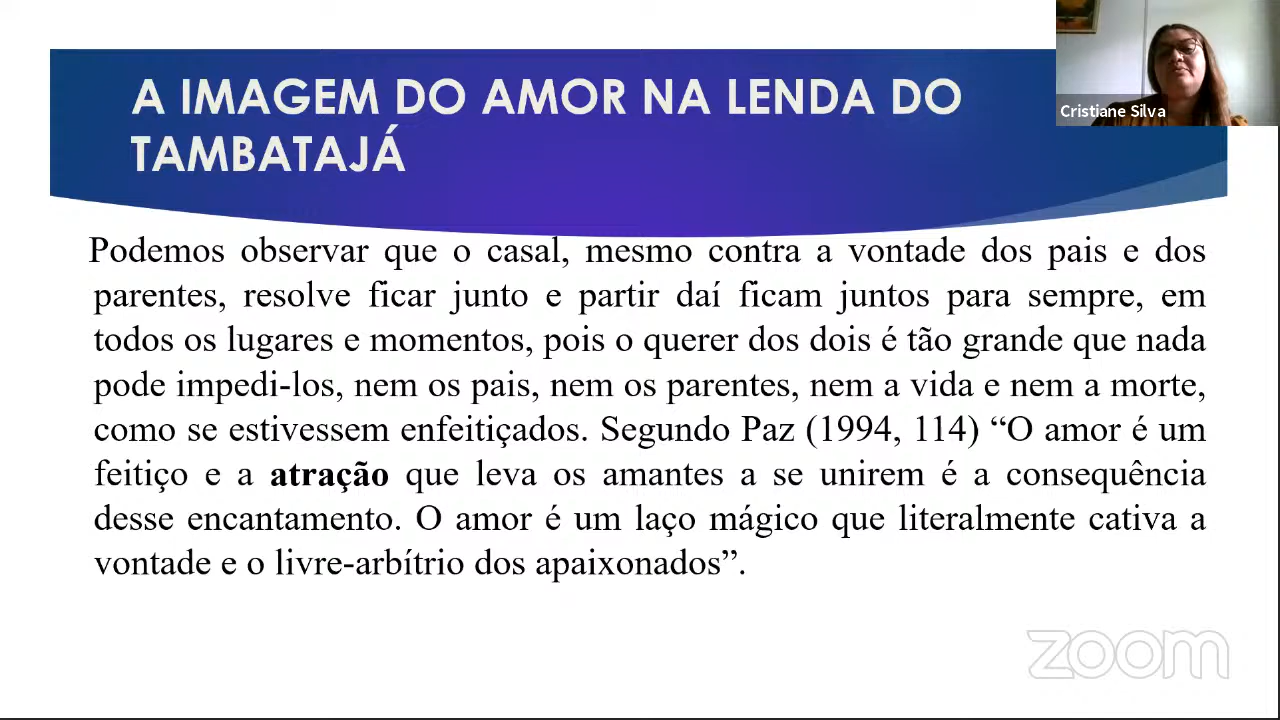 A IMAGEM DO AMOR NA LENDA DO
TAMBATAJÁ
Cristiane Silva
Podemos observar que o casal, mesmo contra a vontade dos pais e dos
parentes, resolve ficar junto e partir daí ficam juntos para sempre, em
todos os lugares e momentos, pois o querer dos dois é tão grande que nada
pode impedi-los, nem os pais, nem os parentes, nem a vida e nem a morte,
como se estivessem enfeitiçados. Segundo Paz (1994, 114) “O amor é um
feitiço e a atração que leva os amantes a se unirem é a consequência
desse encantamento. O amor é um laço mágico que literalmente cativa a
vontade e o livre-arbítrio dos apaixonados”.
zoom